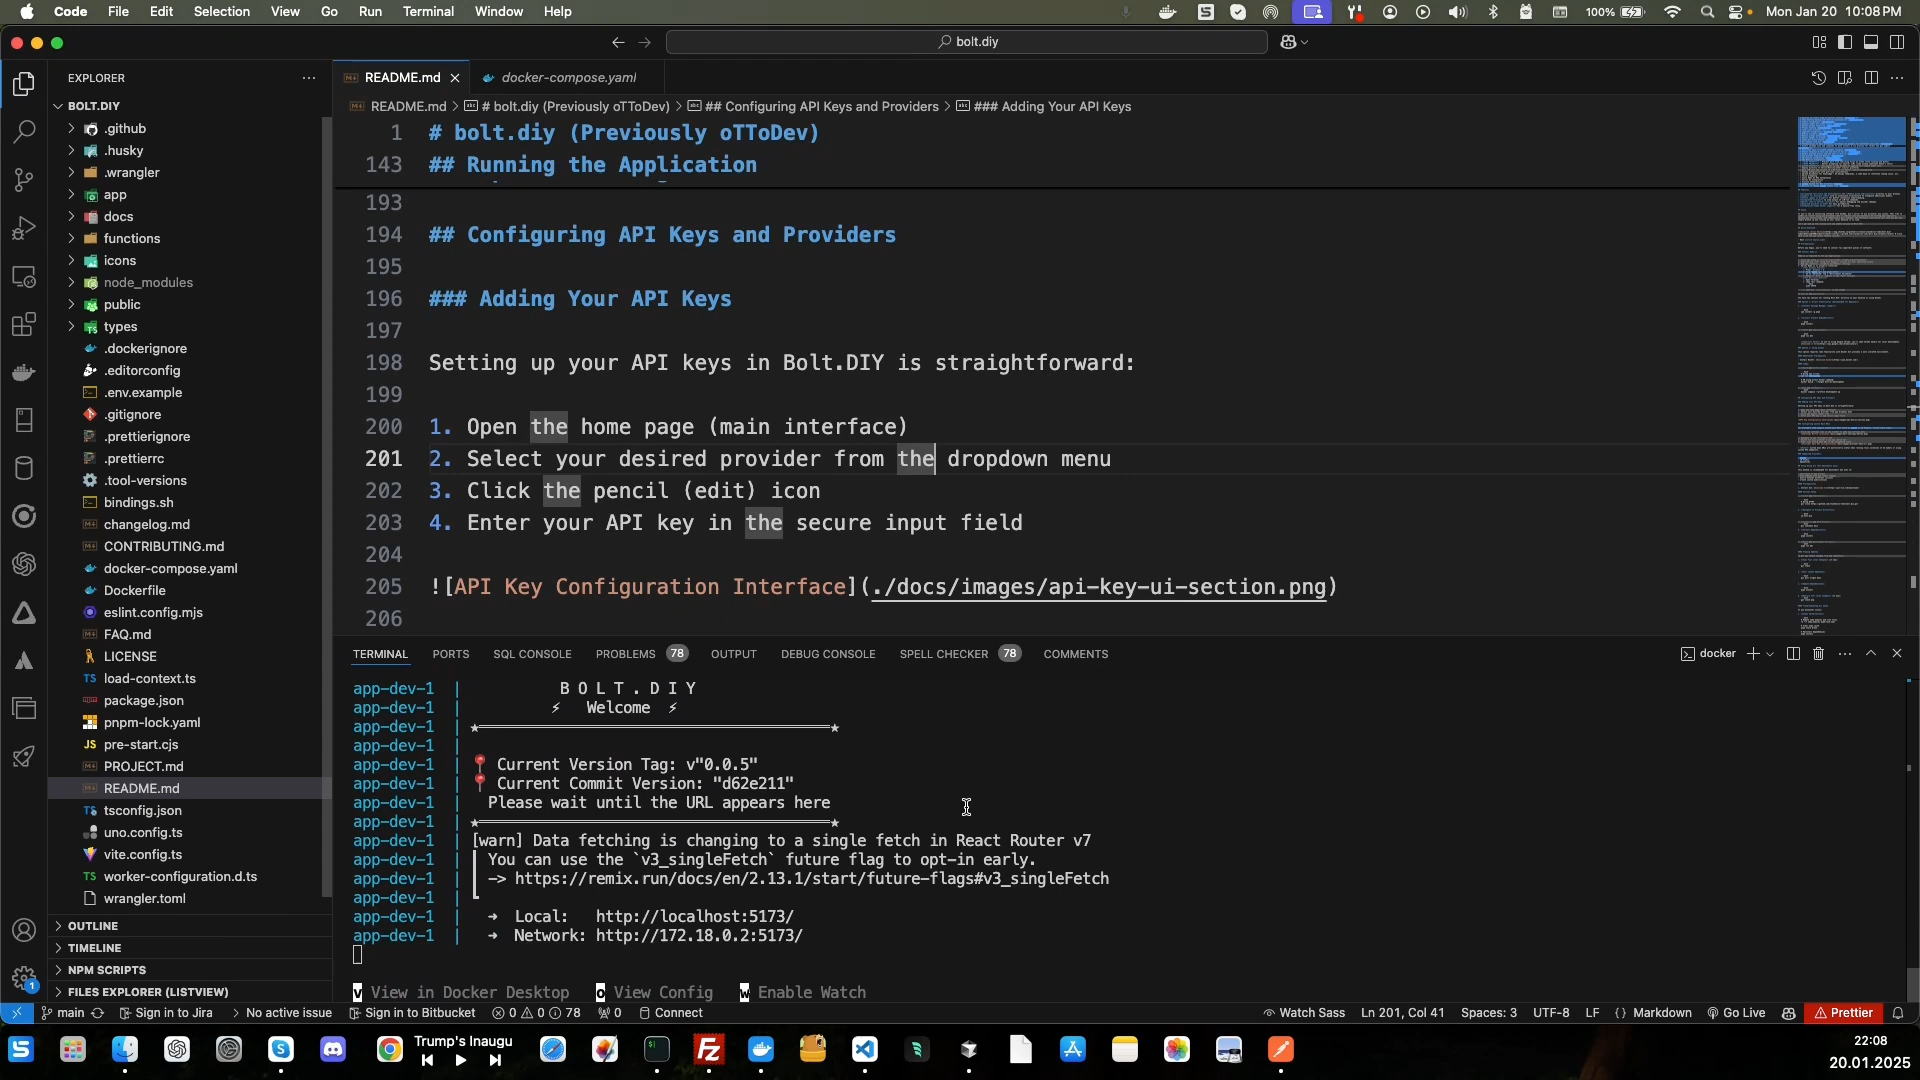 Code File Edit Selection View Go Run Terminal Window Help
100% Mon Jan 20 10:08 PM
bolt.diy
EXPLORER
README.md docker-compose.yaml
BOLT.DIY
README.md > # bolt.diy (Previously oTToDev) > ## Configuring API Keys and Providers > ### Adding Your API Keys
.github
.husky
.wrangler
app
docs
functions
icons
node_modules
public
types
.dockerignore
.editorconfig
.env.example
.gitignore
.prettierignore
.prettierrc
.tool-versions
bindings.sh
changelog.md
CONTRIBUTING.md
docker-compose.yaml
Dockerfile
eslint.config.mjs
FAQ.md
LICENSE
load-context.ts
package.json
pnpm-lock.yaml
pre-start.cjs
PROJECT.md
README.md
tsconfig.json
uno.config.ts
vite.config.ts
worker-configuration.d.ts
wrangler.toml
OUTLINE
TIMELINE
NPM SCRIPTS
FILES EXPLORER (LISTVIEW)
1 # bolt.diy (Previously oTToDev)
143 ## Running the Application
193
194 ## Configuring API Keys and Providers
195
196 ### Adding Your API Keys
197
198 Setting up your API keys in Bolt.DIY is straightforward:
199
200 1. Open the home page (main interface)
201 2. Select your desired provider from the dropdown menu
202 3. Click the pencil (edit) icon
203 4. Enter your API key in the secure input field
204
205 ![API Key Configuration Interface](./docs/images/api-key-ui-section.png)
206
TERMINAL PORTS SQL CONSOLE PROBLEMS 78 OUTPUT DEBUG CONSOLE SPELL CHECKER 78 COMMENTS
docker
app-dev-1 | B O L T . D I Y
app-dev-1 | ⚡ Welcome ⚡
app-dev-1 | ★═══════════════════════════════════════★
app-dev-1 |
app-dev-1 | 📍 Current Version Tag: v"0.0.5"
app-dev-1 | 📍 Current Commit Version: "d62e211"
app-dev-1 | Please wait until the URL appears here
app-dev-1 | ★═══════════════════════════════════════★
app-dev-1 | [warn] Data fetching is changing to a single fetch in React Router v7
app-dev-1 | ┃ You can use the `v3_singleFetch` future flag to opt-in early.
app-dev-1 | ┃ -> https://remix.run/docs/en/2.13.1/start/future-flags#v3_singleFetch
app-dev-1 | ┗
app-dev-1 | ➜ Local: http://localhost:5173/
app-dev-1 | ➜ Network: http://172.18.0.2:5173/
v View in Docker Desktop o View Config w Enable Watch
main Sign in to Jira No active issue Sign in to Bitbucket 0 0 78 0 Connect
Watch Sass Ln 201, Col 41 Spaces: 3 UTF-8 LF {} Markdown Go Live Prettier
1
Trump's Inaugu
22:08
20.01.2025